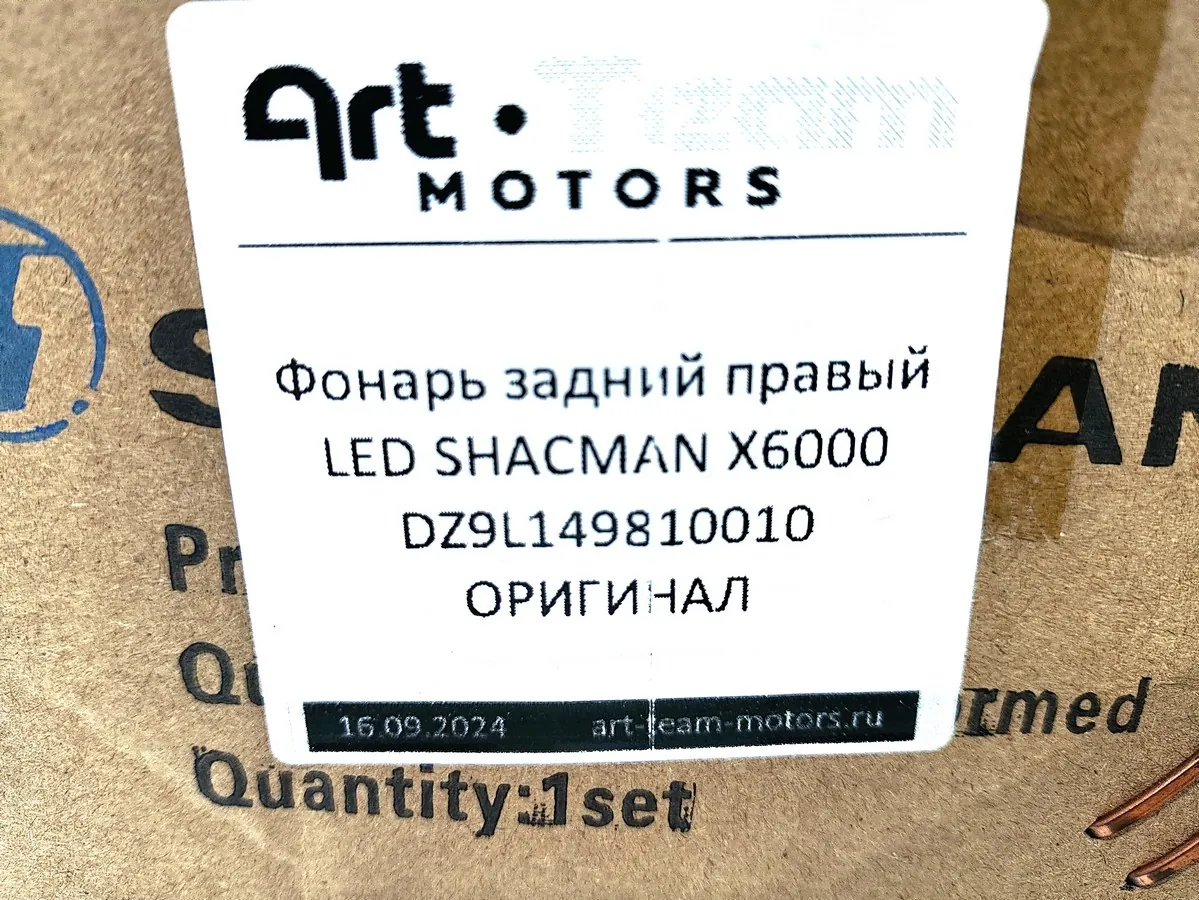 art · Team
MOTORS
Фонарь задний правый
LED SHACMAN X6000
DZ9L149810010
ОРИГИНАЛ
16.09.2024 art-team-motors.ru
Quantity:1set